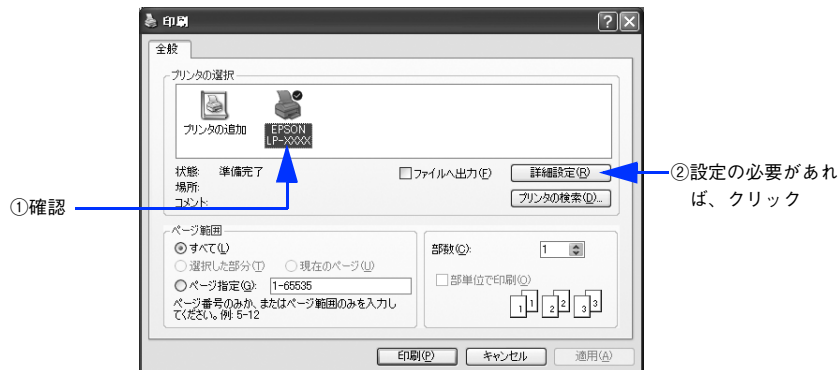 印刷
全般
プリンタの選択
プリンタの追加
EPSON
LP-XXXX
状態: 準備完了
場所:
コメント:
ファイルへ出力(F)
詳細設定(R)
プリンタの検索(D)...
①確認
②設定の必要があれ
ば、クリック
ページ範囲
すべて(L)
選択した部分(T) 現在のページ(U)
ページ指定(G): 1-65535
ページ番号のみか、またはページ範囲のみを入力し
てください。例: 5-12
部数(C): 1
部単位で印刷(O)
1 1 2 2 3 3
印刷(P) キャンセル 適用(A)